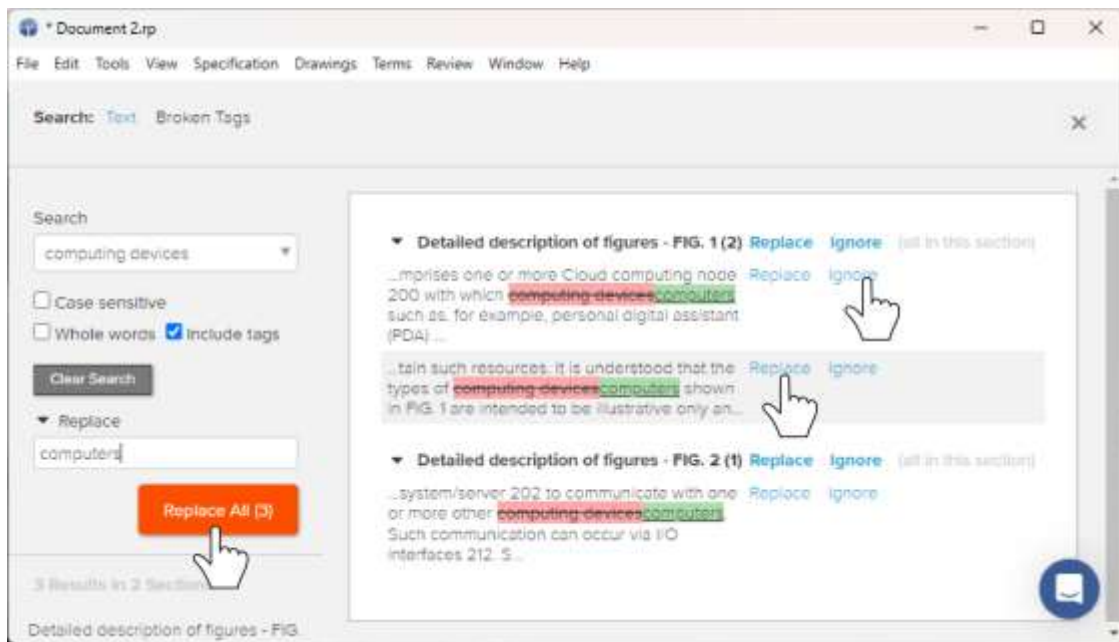 * Document 2.rp
File Edit Tools View Specification Drawings Terms Review Window Help
Search: Text Broken Tags
Search
computing devices
Case sensitive
Whole words Include tags
Clear Search
Replace
computers
Replace All (3)
3 Results in 2
Detailed description of figures - FIG.
Detailed description of figures - FIG. 1 (2) Replace Ignore (all in this section)
...mprises one or more Cloud computing node Replace Ignore
200 with which computing devicescomputers
such as, for example, personal digital assistant
(PDA) ...
...tain such resources. It is understood that the Replace Ignore
types of computing devicescomputers shown
in FIG. 1 are intended to be illustrative only an...
Detailed description of figures - FIG. 2 (1) Replace Ignore (all in this section)
...system/server 202 to communicate with one Replace Ignore
or more other computing devicescomputers.
Such communication can occur via I/O
interfaces 212. S...